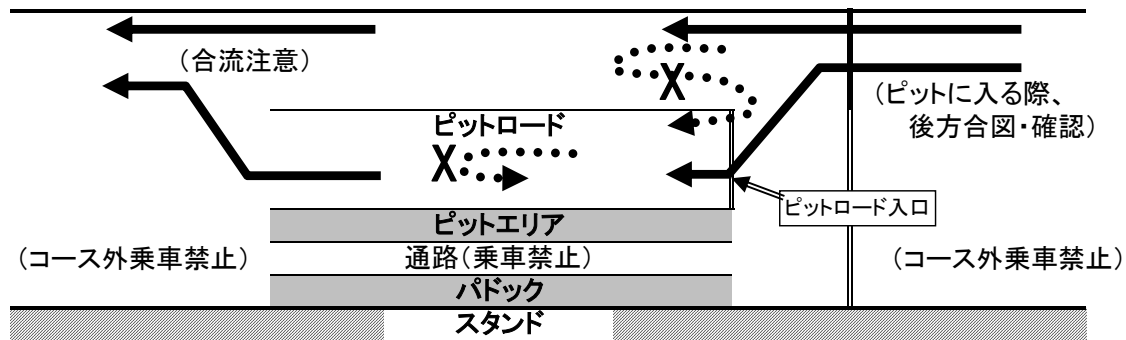 (合流注意)
(ピットに入る際、
後方合図・確認)
X
ピットロード
X
ピットロード入口
ピットエリア
(コース外乗車禁止)
通路(乗車禁止)
(コース外乗車禁止)
パドック
スタンド